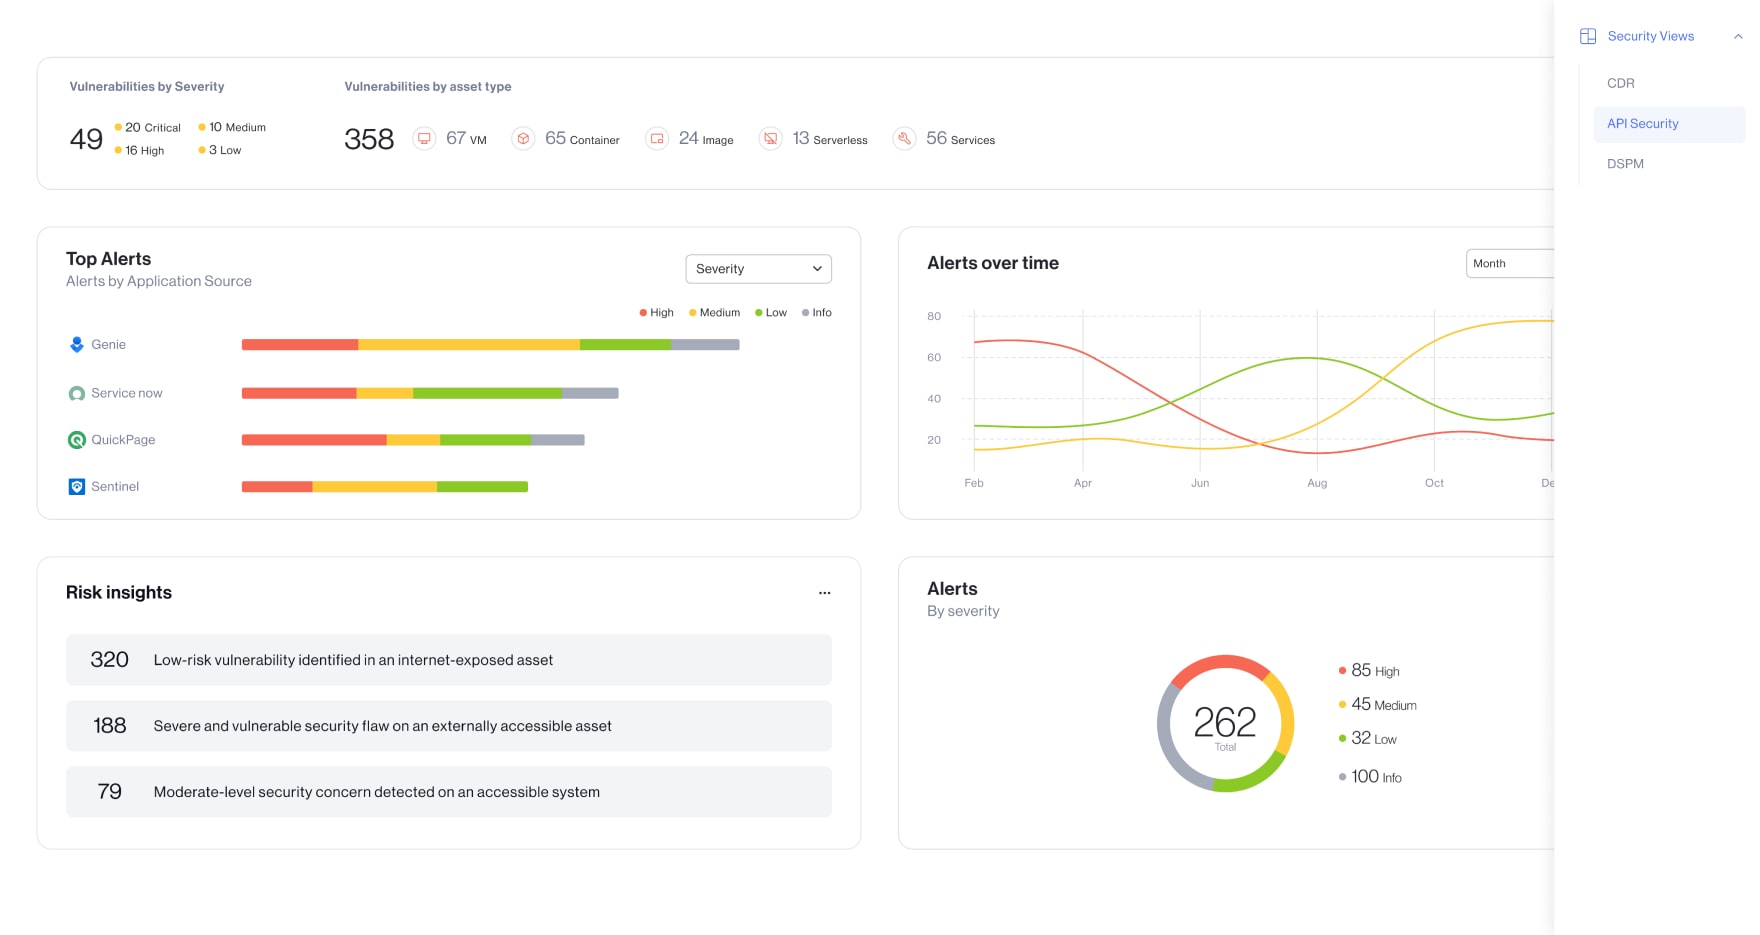 Security Views
CDR
API Security
DSPM
Vulnerabilities by Severity
49
20 Critical
10 Medium
16 High
3 Low
Vulnerabilities by asset type
358
67 VM
65 Container
24 Image
13 Serverless
56 Services
Top Alerts
Alerts by Application Source
Severity
High Medium Low Info
Genie
Service now
QuickPage
Sentinel
Alerts over time
Month
80
60
40
20
Feb Apr Jun Aug Oct De
Risk insights
...
320 Low-risk vulnerability identified in an internet-exposed asset
188 Severe and vulnerable security flaw on an externally accessible asset
79 Moderate-level security concern detected on an accessible system
Alerts
By severity
262
Total
85 High
45 Medium
32 Low
100 Info